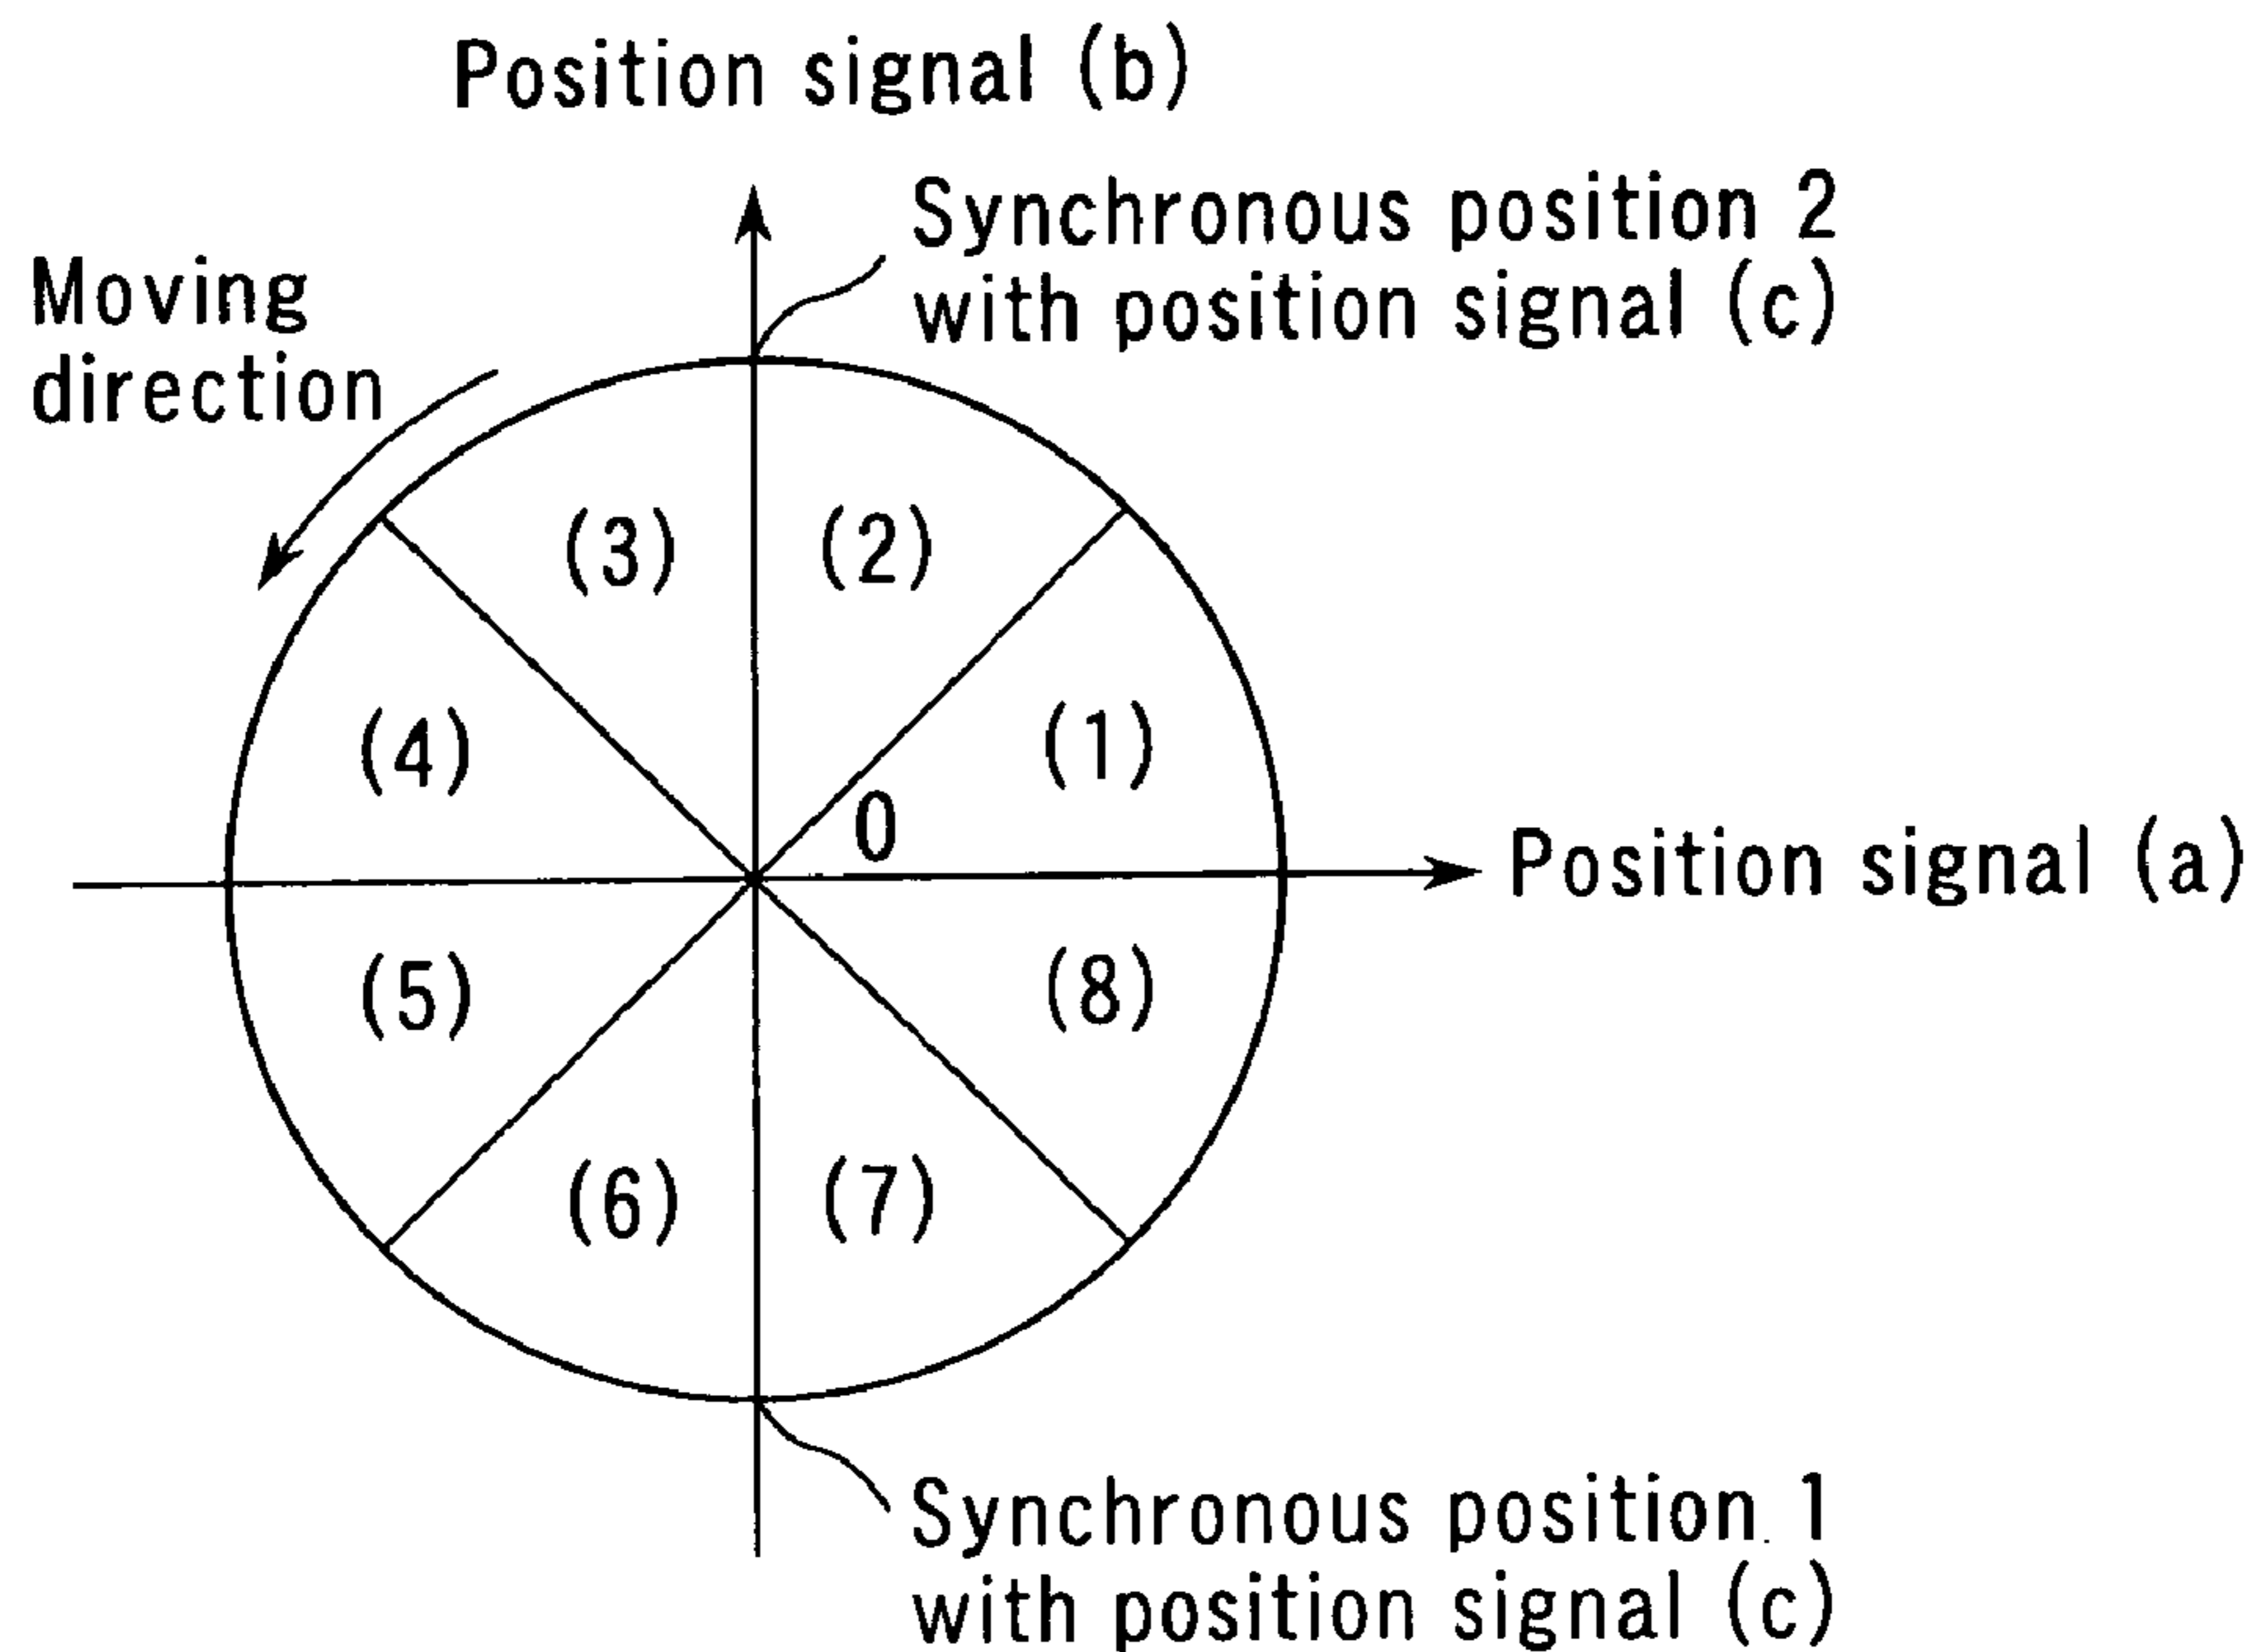 Position signal (b)
Synchronous position 2
with position signal (c)
Moving
direction
(3)
(2)
(4)
(1)
0
Position signal (a)
(5)
(8)
(6)
(7)
Synchronous position 1
with position signal (c)